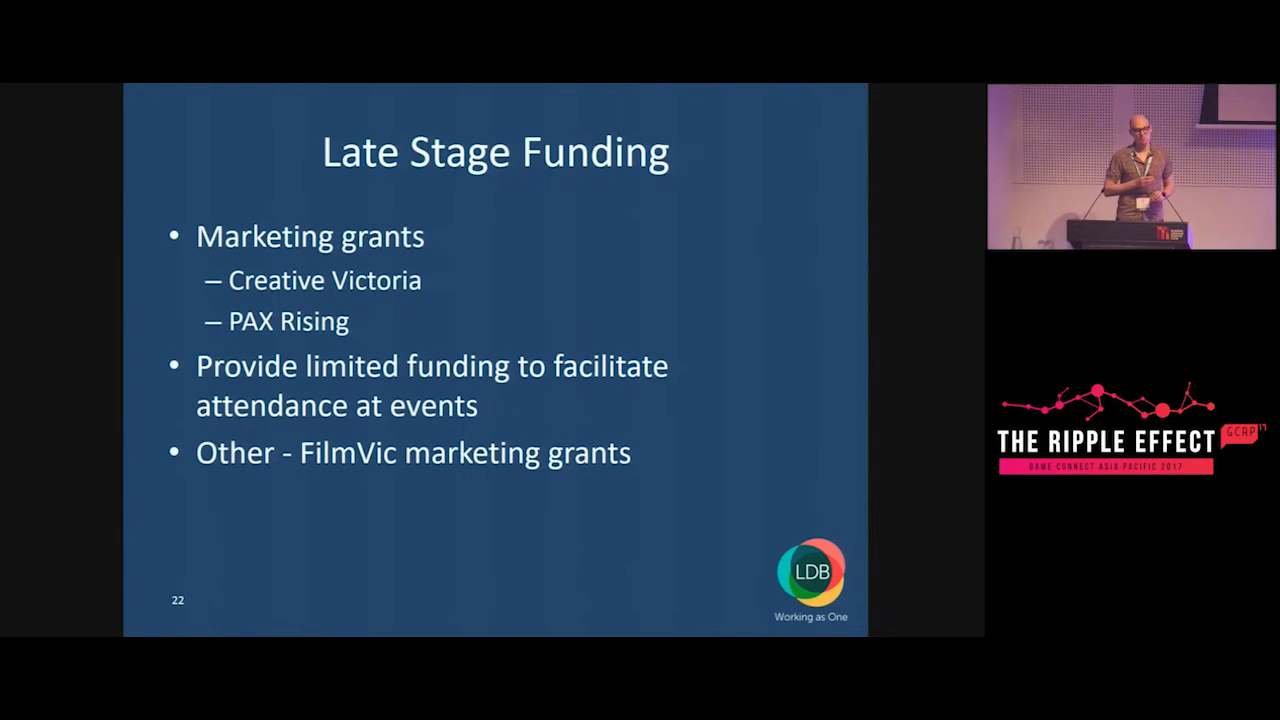 Late Stage Funding
• Marketing grants
– Creative Victoria
– PAX Rising
• Provide limited funding to facilitate
attendance at events
• Other - FilmVic marketing grants
22
LDB
Working as One
THE RIPPLE EFFECT
GCAP 17
GAME CONNECT ASIA PACIFIC 2017